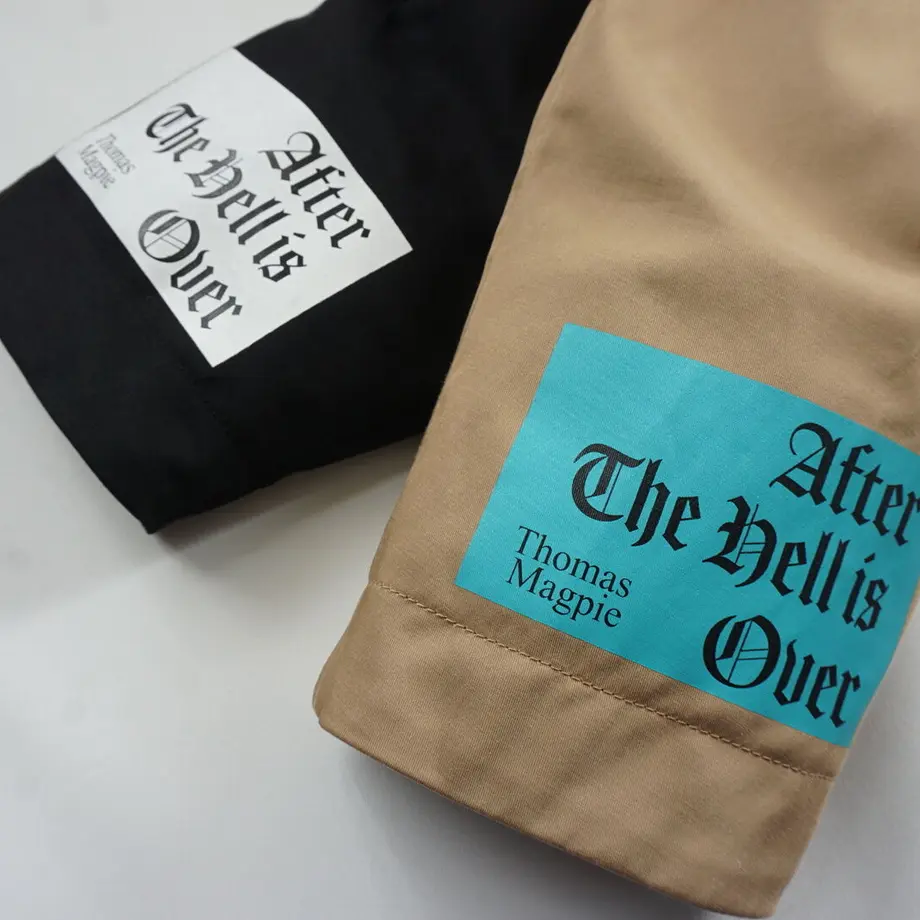 After
The Hell is
Over
Thomas
Magpie
After
The Hell is
Over
Thomas
Magpie